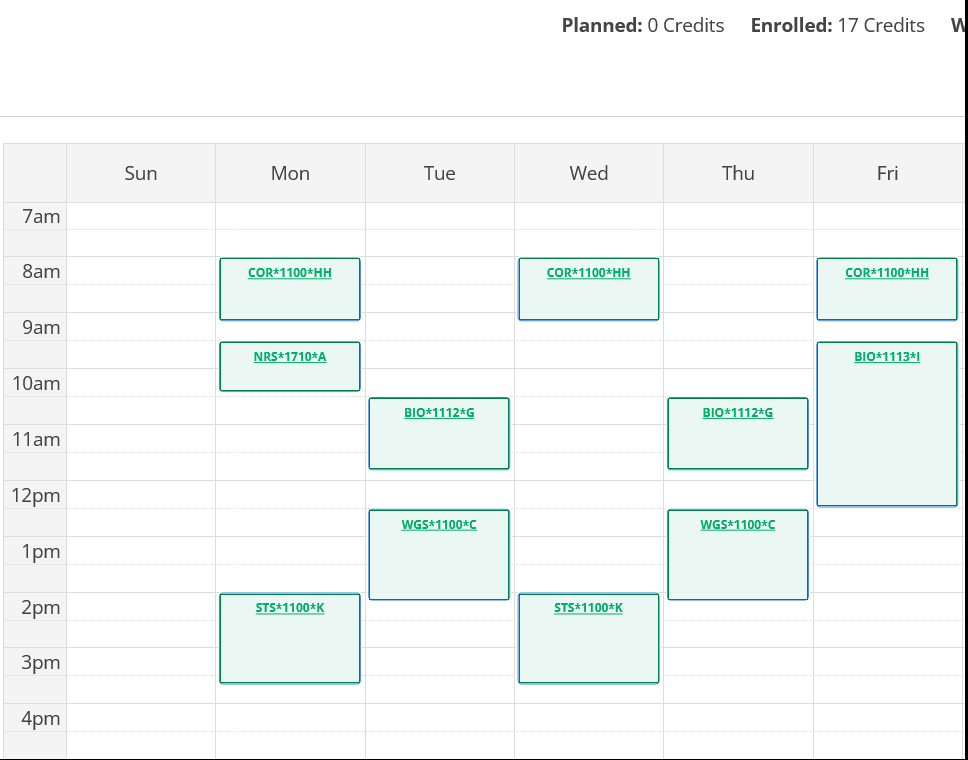 Planned: 0 Credits Enrolled: 17 Credits W
Sun Mon Tue Wed Thu Fri
7am
8am COR*1100*HH COR*1100*HH COR*1100*HH
9am
NRS*1710*A BIO*1113*I
10am
BIO*1112*G BIO*1112*G
11am
12pm
WGS*1100*C WGS*1100*C
1pm
2pm STS*1100*K STS*1100*K
3pm
4pm